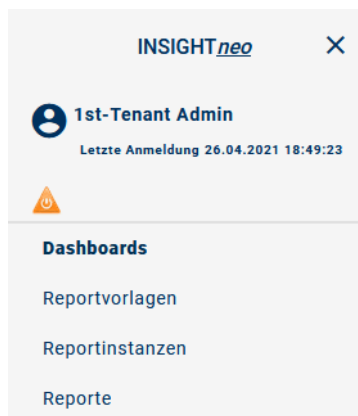 INSIGHTneo
1st-Tenant Admin
Letzte Anmeldung 26.04.2021 18:49:23
Dashboards
Reportvorlagen
Reportinstanzen
Reporte